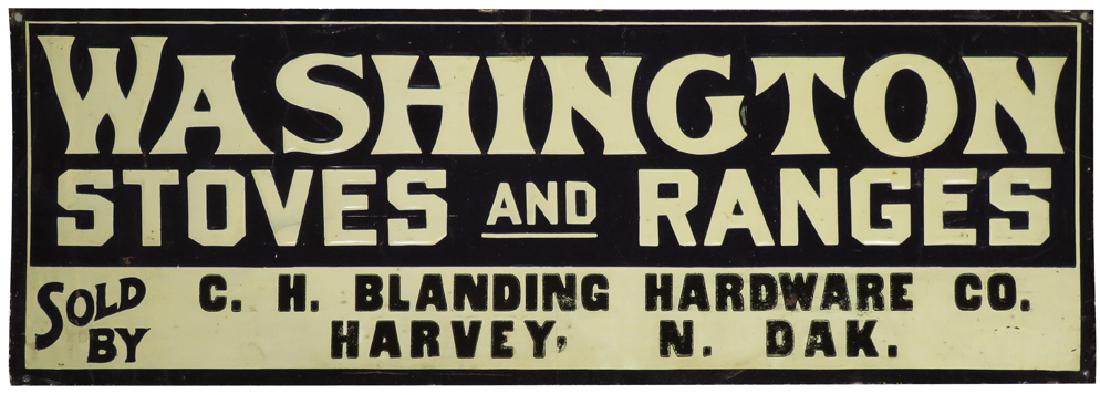 WASHINGTON
STOVES AND RANGES
SOLD BY
C. H. BLANDING HARDWARE CO.
HARVEY, N. DAK.